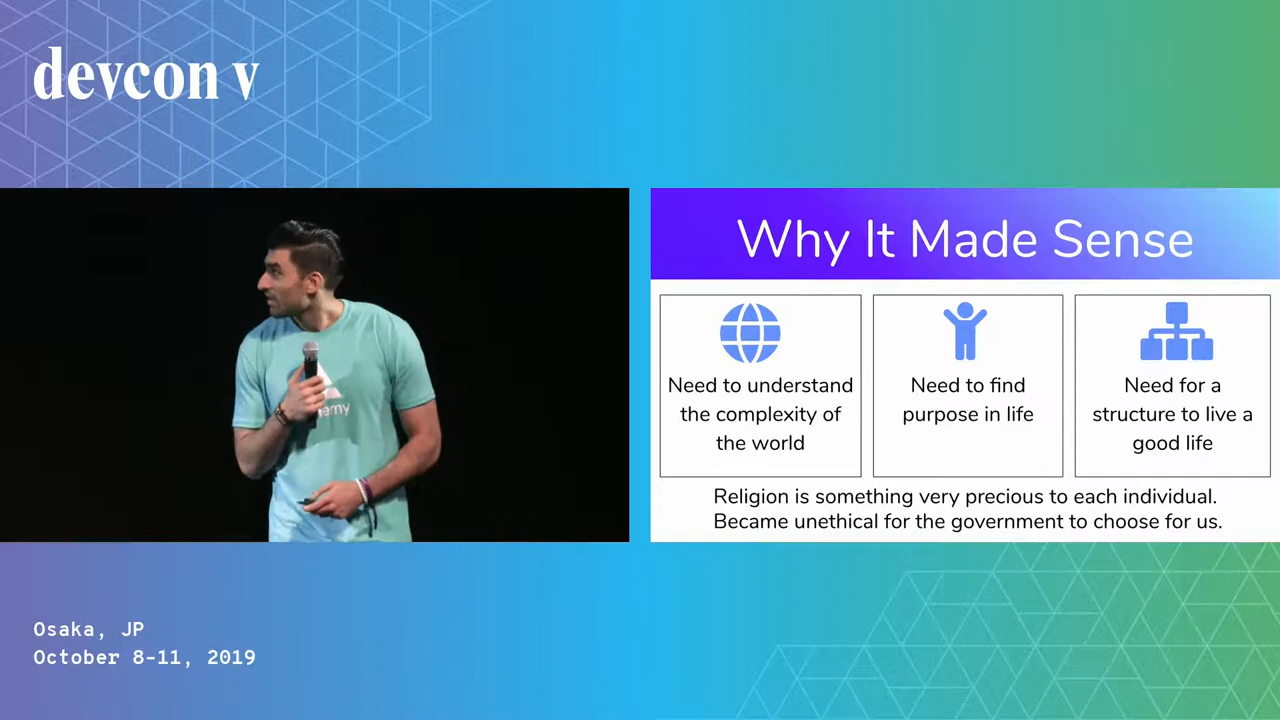 devcon v
Why It Made Sense
Need to understand
the complexity of
the world
Need to find
purpose in life
Need for a
structure to live a
good life
Religion is something very precious to each individual.
Became unethical for the government to choose for us.
Osaka, JP
October 8-11, 2019